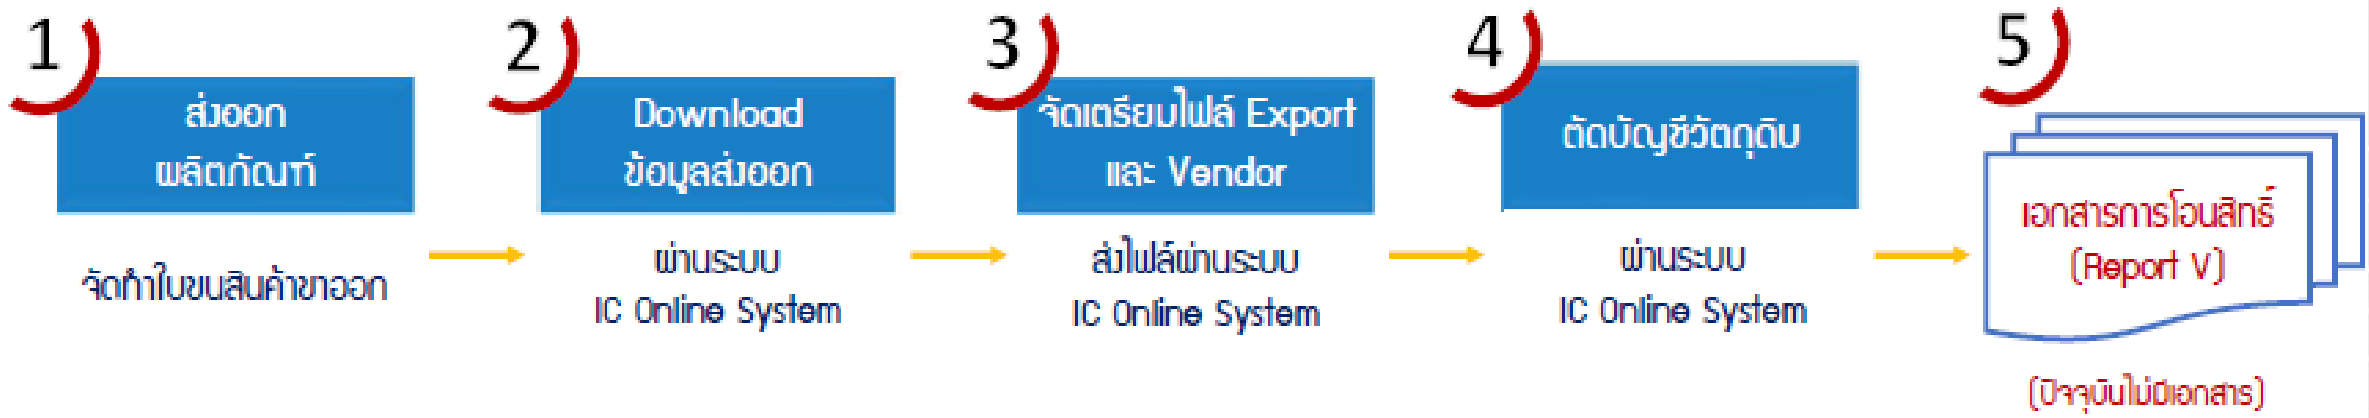 1
ส่งออก
ผลิตภัณฑ์
จัดทำใบขนสินค้าขาออก
2
Download
ข้อมูลส่งออก
ผ่านระบบ
IC Online System
3
จัดเตรียมไฟล์ Export
และ Vendor
ส่งไฟล์ผ่านระบบ
IC Online System
4
ตัดบัญชีวัตถุดิบ
ผ่านระบบ
IC Online System
5
เอกสารการโอนสิทธิ์
(Report V)
(ปัจจุบันไม่มีเอกสาร)